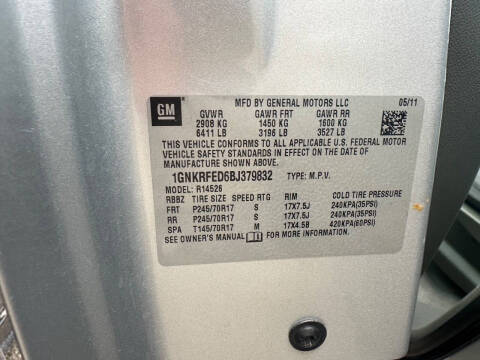 GM
MFD BY GENERAL MOTORS LLC 05/11
GVWR GAWR FRT GAWR RR
2908 KG 1450 KG 1600 KG
6411 LB 3196 LB 3527 LB
THIS VEHICLE CONFORMS TO ALL APPLICABLE U.S. FEDERAL MOTOR
VEHICLE SAFETY STANDARDS IN EFFECT ON THE DATE OF
MANUFACTURE SHOWN ABOVE.
1GNKRFED6BJ379832 TYPE: M.P.V.
MODEL: R14526
RBBZ TIRE SIZE SPEED RTG RIM COLD TIRE PRESSURE
FRT P245/70R17 S 17X7.5J 240KPA(35PSI)
RR P245/70R17 S 17X7.5J 240KPA(35PSI)
SPA T145/70R17 M 17X4.5B 420KPA(60PSI)
SEE OWNER'S MANUAL FOR MORE INFORMATION.